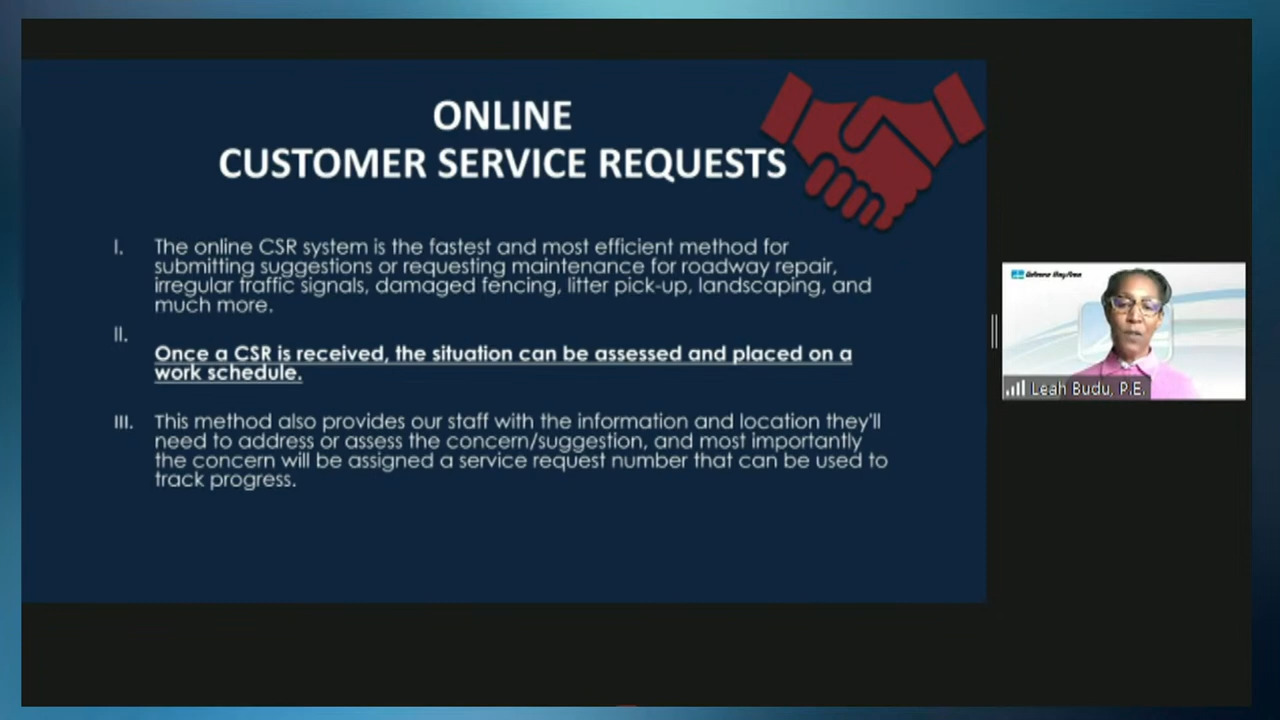 ONLINE
CUSTOMER SERVICE REQUESTS
I. The online CSR system is the fastest and most efficient method for
submitting suggestions or requesting maintenance for roadway repair,
irregular traffic signals, damaged fencing, litter pick-up, landscaping, and
much more.
II.
Once a CSR is received, the situation can be assessed and placed on a
work schedule.
III. This method also provides our staff with the information and location they'll
need to address or assess the concern/suggestion, and most importantly
the concern will be assigned a service request number that can be used to
track progress.
Leah Budu, P.E.